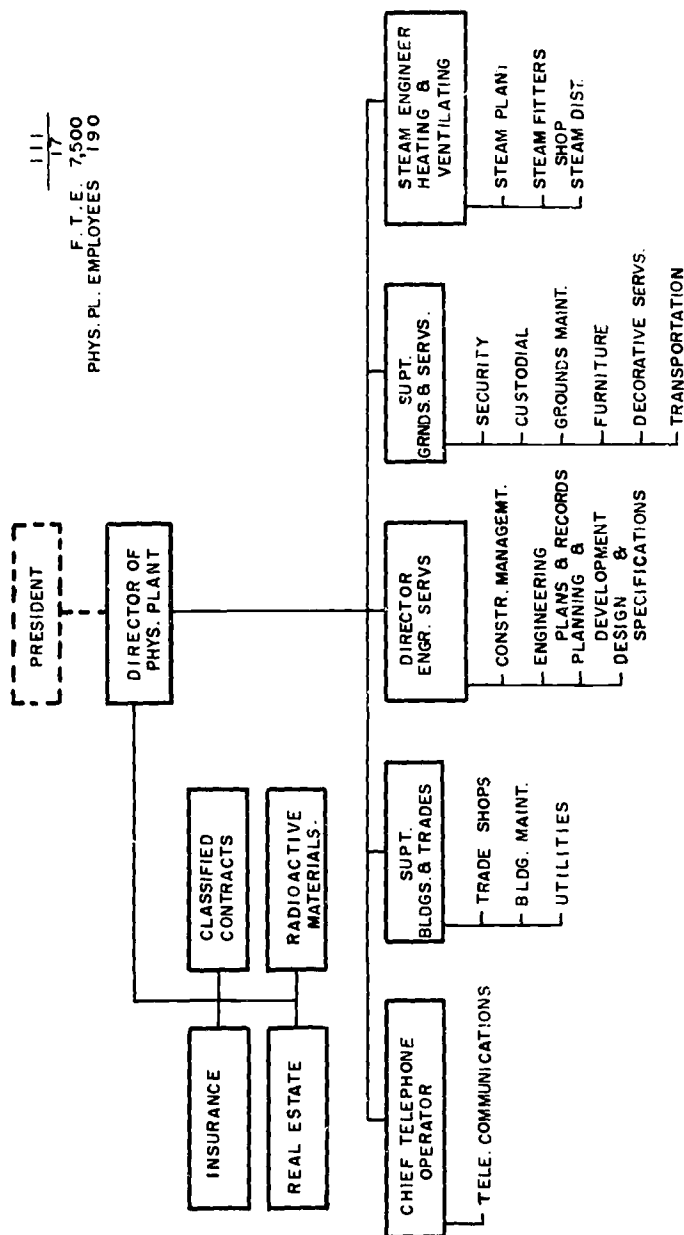 111
17
F. T. E. 7,500
PHYS. PL. EMPLOYEES 190
PRESIDENT
DIRECTOR OF
PHYS. PLANT
INSURANCE
CLASSIFIED
CONTRACTS
REAL ESTATE
RADIOACTIVE
MATERIALS.
CHIEF TELEPHONE
OPERATOR
TELE. COMMUNICATIONS
SUPT.
BLDGS. & TRADES
TRADE SHOPS
BLDG. MAINT.
UTILITIES
DIRECTOR
ENGR. SERVS
CONSTR. MANAGEMT.
ENGINEERING
PLANS & RECORDS
PLANNING &
DEVELOPMENT
DESIGN &
SPECIFICATIONS
SUPT.
GRNDS. & SERVS.
SECURITY
CUSTODIAL
GROUNDS MAINT.
FURNITURE
DECORATIVE SERVS.
TRANSPORTATION
STEAM ENGINEER
HEATING &
VENTILATING
STEAM PLANT
STEAM FITTERS
SHOP
STEAM DIST.